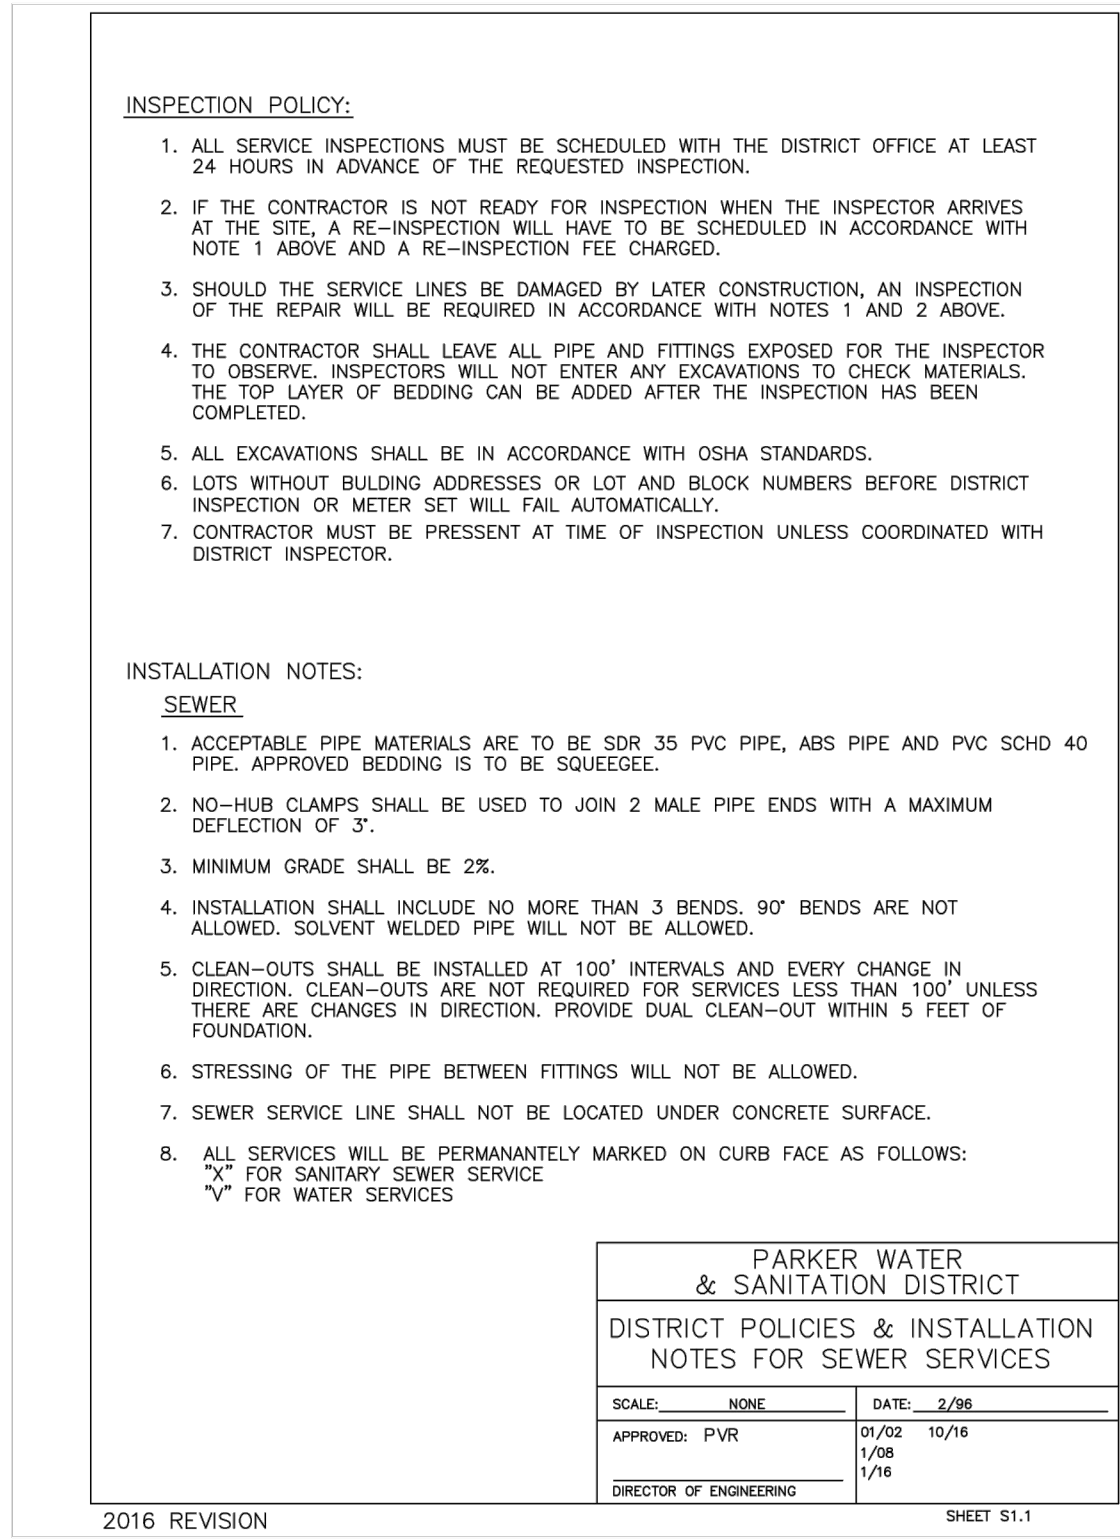 INSPECTION POLICY:
1. ALL SERVICE INSPECTIONS MUST BE SCHEDULED WITH THE DISTRICT OFFICE AT LEAST
24 HOURS IN ADVANCE OF THE REQUESTED INSPECTION.
2. IF THE CONTRACTOR IS NOT READY FOR INSPECTION WHEN THE INSPECTOR ARRIVES
AT THE SITE, A RE-INSPECTION WILL HAVE TO BE SCHEDULED IN ACCORDANCE WITH
NOTE 1 ABOVE AND A RE-INSPECTION FEE CHARGED.
3. SHOULD THE SERVICE LINES BE DAMAGED BY LATER CONSTRUCTION, AN INSPECTION
OF THE REPAIR WILL BE REQUIRED IN ACCORDANCE WITH NOTES 1 AND 2 ABOVE.
4. THE CONTRACTOR SHALL LEAVE ALL PIPE AND FITTINGS EXPOSED FOR THE INSPECTOR
TO OBSERVE. INSPECTORS WILL NOT ENTER ANY EXCAVATIONS TO CHECK MATERIALS.
THE TOP LAYER OF BEDDING CAN BE ADDED AFTER THE INSPECTION HAS BEEN
COMPLETED.
5. ALL EXCAVATIONS SHALL BE IN ACCORDANCE WITH OSHA STANDARDS.
6. LOTS WITHOUT BULDING ADDRESSES OR LOT AND BLOCK NUMBERS BEFORE DISTRICT
INSPECTION OR METER SET WILL FAIL AUTOMATICALLY.
7. CONTRACTOR MUST BE PRESSENT AT TIME OF INSPECTION UNLESS COORDINATED WITH
DISTRICT INSPECTOR.
INSTALLATION NOTES:
SEWER
1. ACCEPTABLE PIPE MATERIALS ARE TO BE SDR 35 PVC PIPE, ABS PIPE AND PVC SCHD 40
PIPE. APPROVED BEDDING IS TO BE SQUEEGEE.
2. NO-HUB CLAMPS SHALL BE USED TO JOIN 2 MALE PIPE ENDS WITH A MAXIMUM
DEFLECTION OF 3°.
3. MINIMUM GRADE SHALL BE 2%.
4. INSTALLATION SHALL INCLUDE NO MORE THAN 3 BENDS. 90° BENDS ARE NOT
ALLOWED. SOLVENT WELDED PIPE WILL NOT BE ALLOWED.
5. CLEAN-OUTS SHALL BE INSTALLED AT 100' INTERVALS AND EVERY CHANGE IN
DIRECTION. CLEAN-OUTS ARE NOT REQUIRED FOR SERVICES LESS THAN 100' UNLESS
THERE ARE CHANGES IN DIRECTION. PROVIDE DUAL CLEAN-OUT WITHIN 5 FEET OF
FOUNDATION.
6. STRESSING OF THE PIPE BETWEEN FITTINGS WILL NOT BE ALLOWED.
7. SEWER SERVICE LINE SHALL NOT BE LOCATED UNDER CONCRETE SURFACE.
8. ALL SERVICES WILL BE PERMANANTELY MARKED ON CURB FACE AS FOLLOWS:
"X" FOR SANITARY SEWER SERVICE
"V" FOR WATER SERVICES
PARKER WATER
& SANITATION DISTRICT
DISTRICT POLICIES & INSTALLATION
NOTES FOR SEWER SERVICES
SCALE: NONE
DATE: 2/96
APPROVED: PVR
01/02 10/16
1/08
1/16
DIRECTOR OF ENGINEERING
2016 REVISION
SHEET S1.1